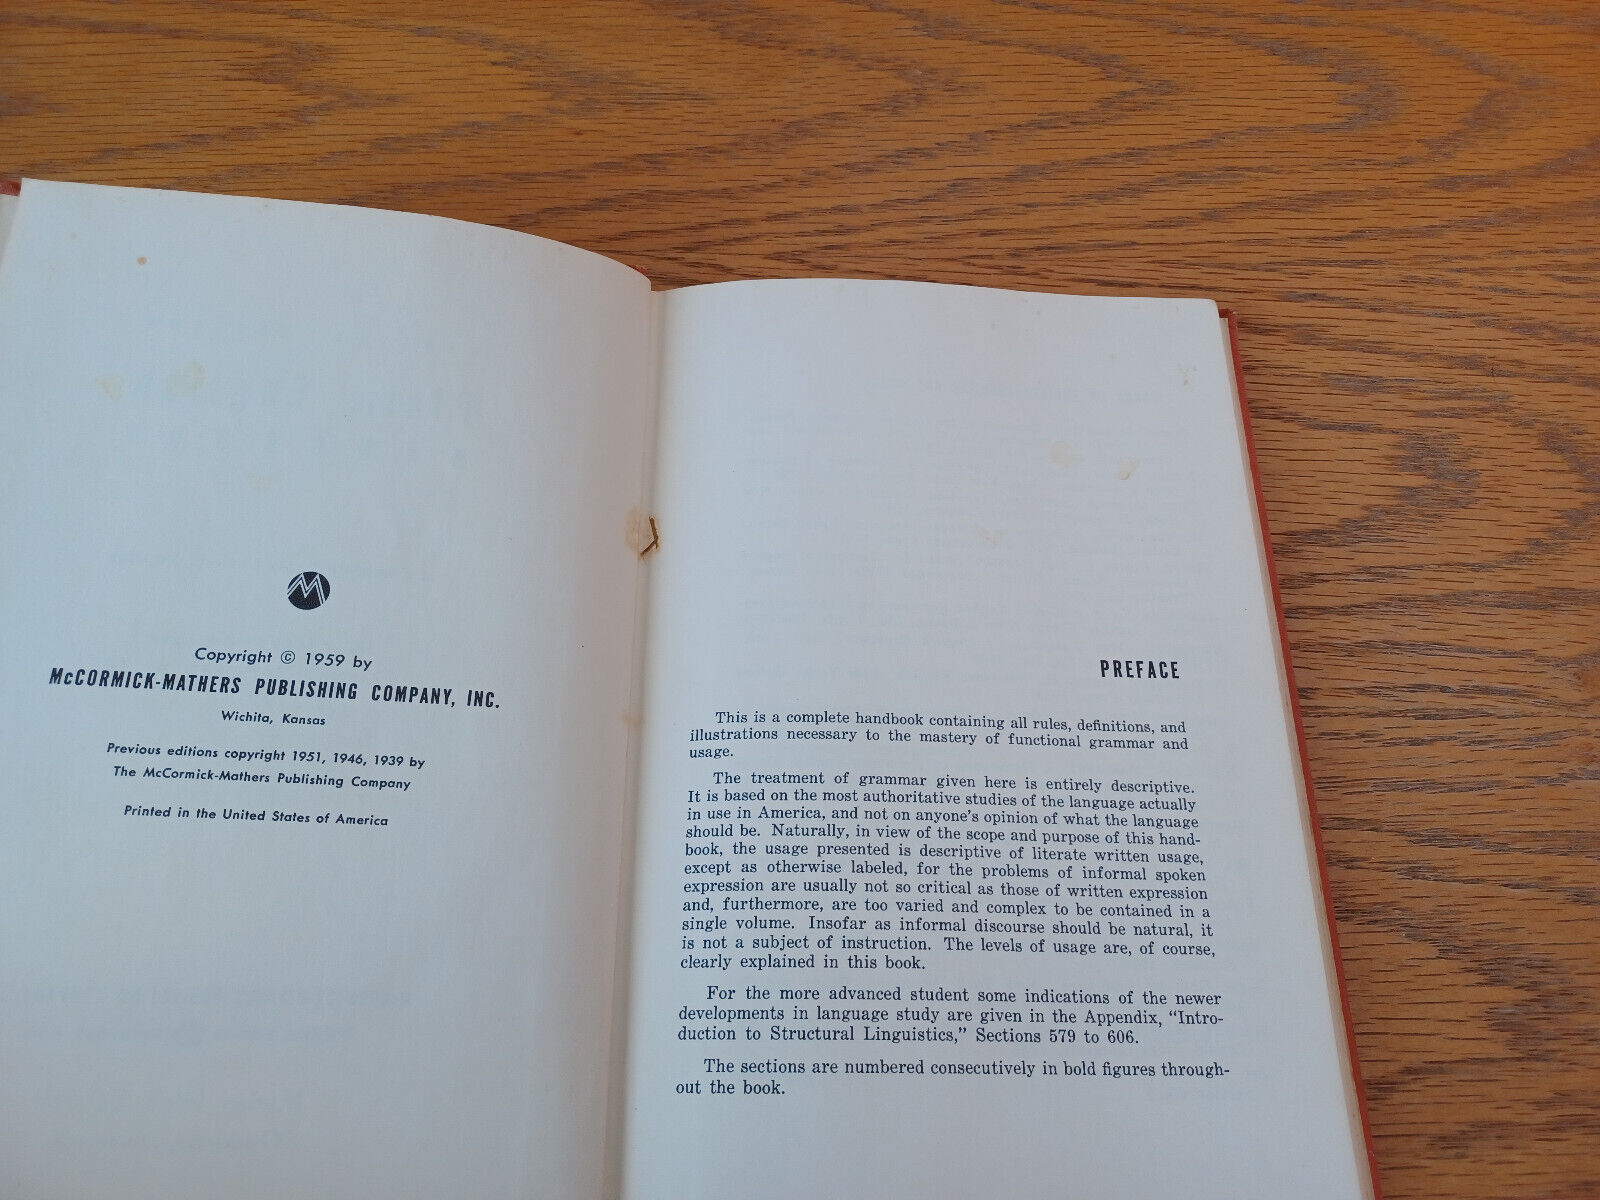 M
Copyright © 1959 by
McCORMICK-MATHERS PUBLISHING COMPANY, INC.
Wichita, Kansas
Previous editions copyright 1951, 1946, 1939 by
The McCormick-Mathers Publishing Company
Printed in the United States of America
PREFACE
This is a complete handbook containing all rules, definitions, and
illustrations necessary to the mastery of functional grammar and
usage.
The treatment of grammar given here is entirely descriptive.
It is based on the most authoritative studies of the language actually
in use in America, and not on anyone's opinion of what the language
should be. Naturally, in view of the scope and purpose of this hand-
book, the usage presented is descriptive of literate written usage,
except as otherwise labeled, for the problems of informal spoken
expression are usually not so critical as those of written expression
and, furthermore, are too varied and complex to be contained in a
single volume. Insofar as informal discourse should be natural, it
is not a subject of instruction. The levels of usage are, of course,
clearly explained in this book.
For the more advanced student some indications of the newer
developments in language study are given in the Appendix, “Intro-
duction to Structural Linguistics,” Sections 579 to 606.
The sections are numbered consecutively in bold figures through-
out the book.